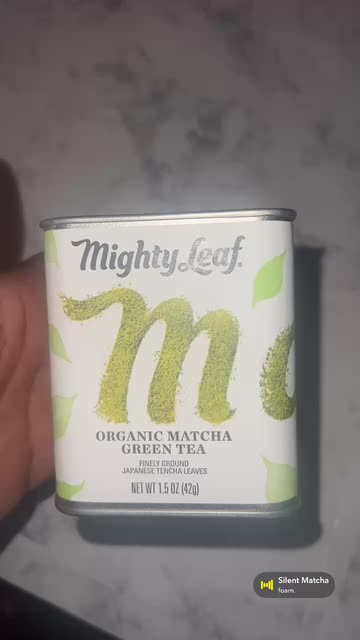 Mighty Leaf®
m
ORGANIC MATCHA
GREEN TEA
FINELY GROUND
JAPANESE TENCHA LEAVES
NET WT 1.5 OZ (42g)
Silent Matcha
foam.